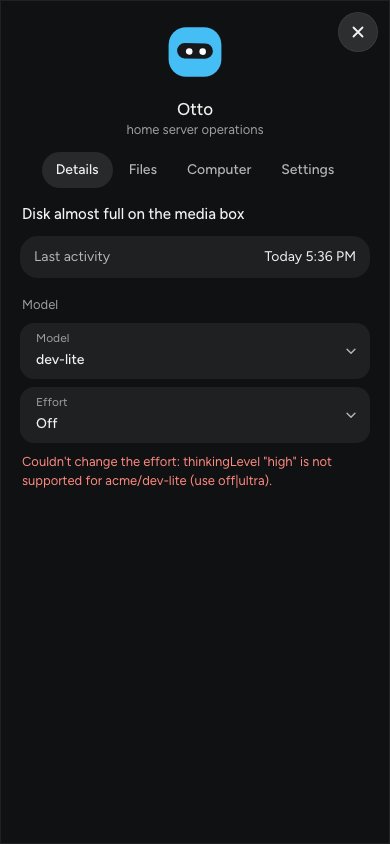 Otto
home server operations
Details Files Computer Settings
Disk almost full on the media box
Last activity Today 5:36 PM
Model
Model
dev-lite
Effort
Off
Couldn't change the effort: thinkingLevel "high" is not
supported for acme/dev-lite (use off|ultra).